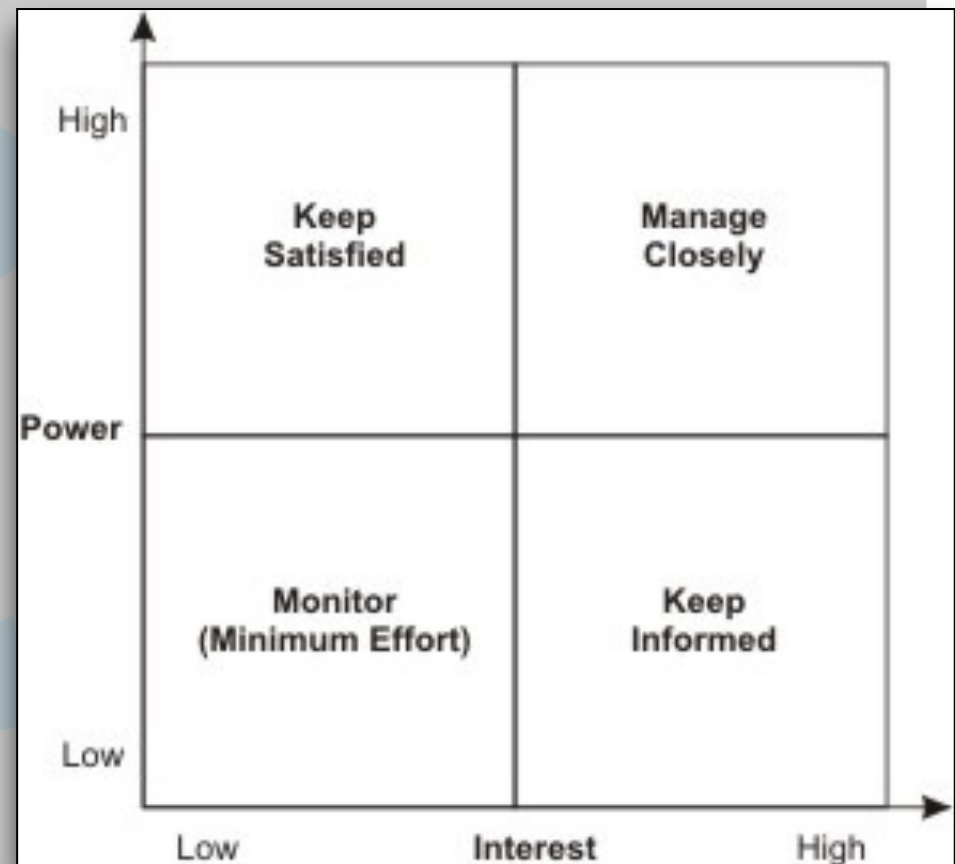 High
Keep
Satisfied
Manage
Closely
Power
Monitor
(Minimum Effort)
Keep
Informed
Low
Low
Interest
High